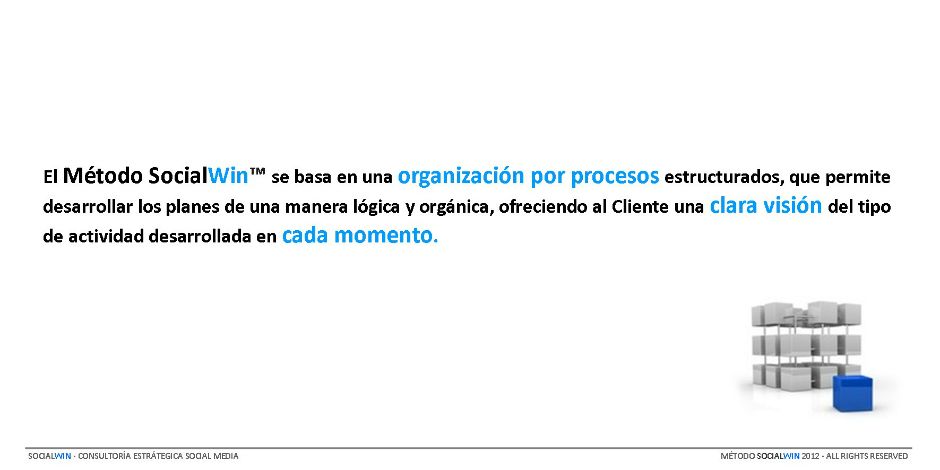 El Método SocialWin™ se basa en una organización por procesos estructurados, que permite
desarrollar los planes de una manera lógica y orgánica, ofreciendo al Cliente una clara visión del tipo
de actividad desarrollada en cada momento.
SOCIALWIN - CONSULTORÍA ESTRÁTEGICA SOCIAL MEDIA
MÉTODO SOCIALWIN 2012 - ALL RIGHTS RESERVED